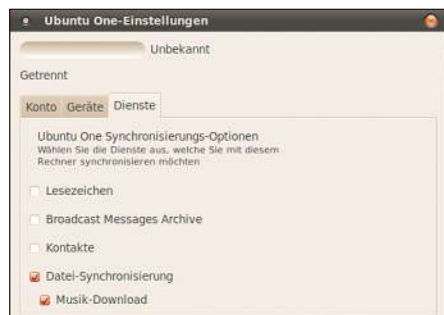 Ubuntu One-Einstellungen
Unbekannt
Getrennt
Konto Geräte Dienste
Ubuntu One Synchronisierungs-Optionen
Wählen Sie die Dienste aus, welche Sie mit diesem
Rechner synchronisieren möchten
Lesezeichen
Broadcast Messages Archive
Kontakte
Datei-Synchronisierung
Musik-Download